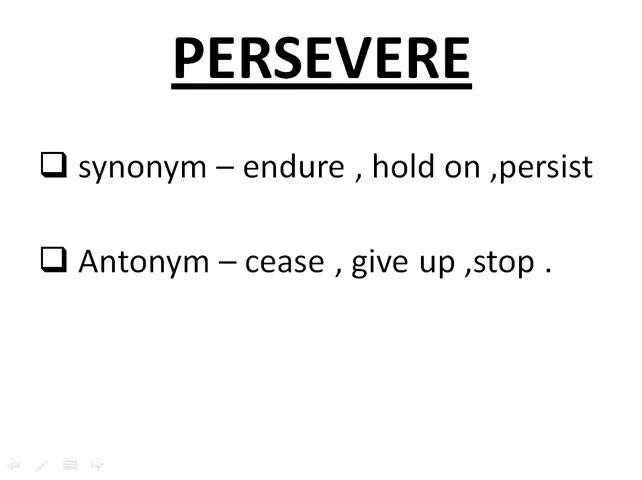 PERSEVERE
synonym – endure , hold on ,persist
Antonym – cease , give up ,stop .